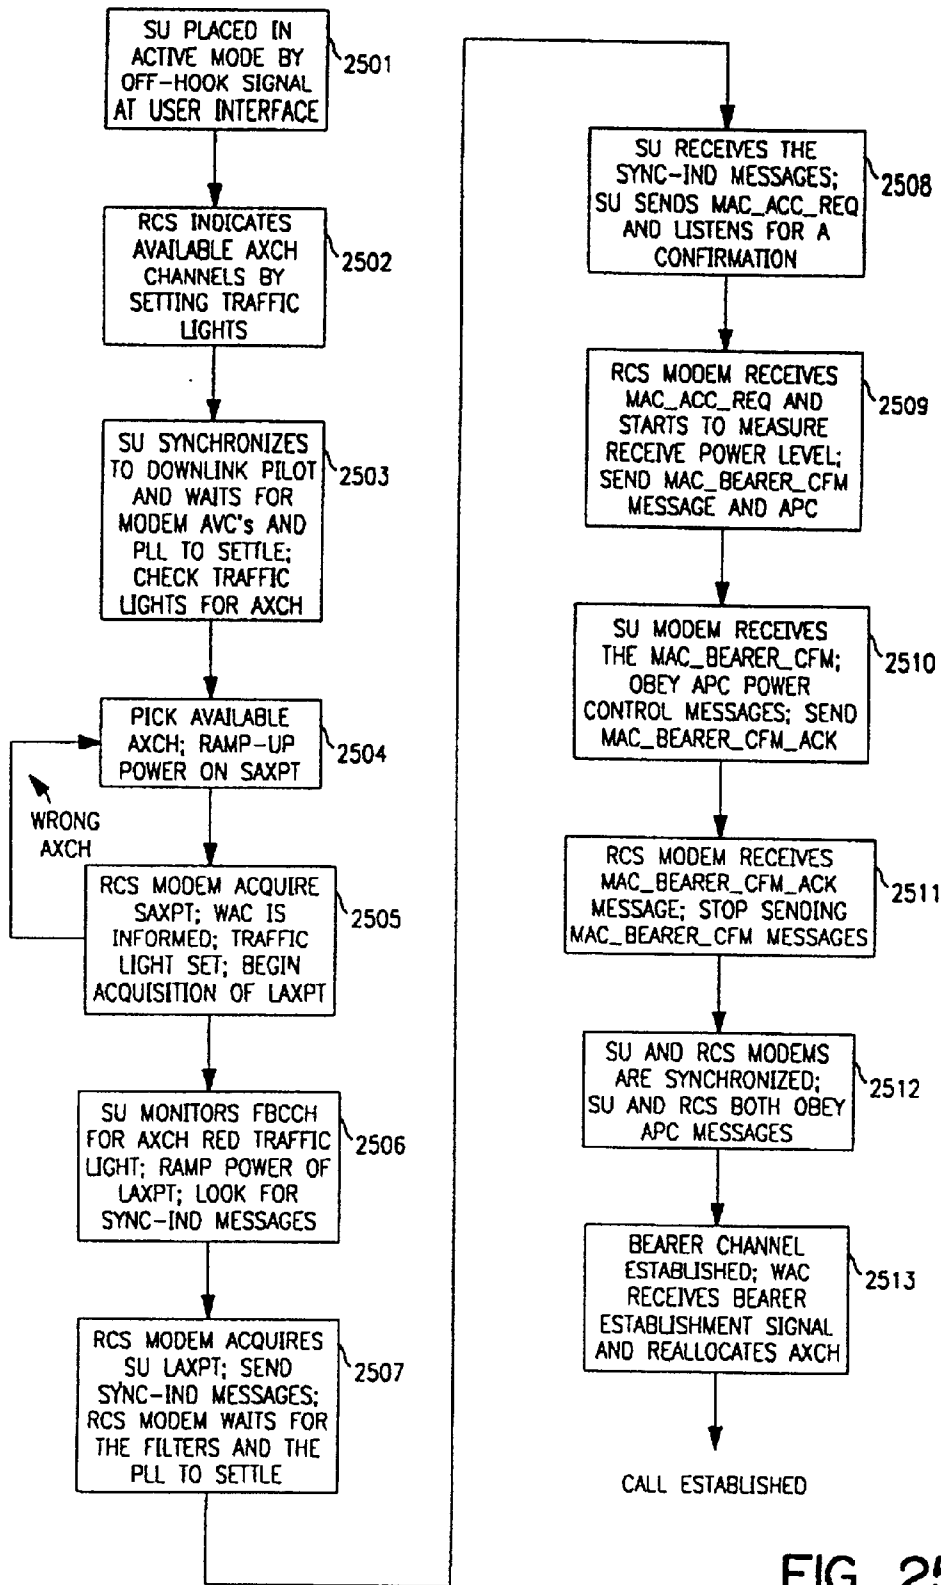 SU PLACED IN
ACTIVE MODE BY
OFF-HOOK SIGNAL
AT USER INTERFACE
2501
RCS INDICATES
AVAILABLE AXCH
CHANNELS BY
SETTING TRAFFIC
LIGHTS
2502
SU SYNCHRONIZES
TO DOWNLINK PILOT
AND WAITS FOR
MODEM AVC's AND
PLL TO SETTLE;
CHECK TRAFFIC
LIGHTS FOR AXCH
2503
PICK AVAILABLE
AXCH; RAMP-UP
POWER ON SAXPT
2504
WRONG
AXCH
RCS MODEM ACQUIRE
SAXPT; WAC IS
INFORMED; TRAFFIC
LIGHT SET; BEGIN
ACQUISITION OF LAXPT
2505
SU MONITORS FBCCH
FOR AXCH RED TRAFFIC
LIGHT; RAMP POWER OF
LAXPT; LOOK FOR
SYNC-IND MESSAGES
2506
RCS MODEM ACQUIRES
SU LAXPT; SEND
SYNC-IND MESSAGES;
RCS MODEM WAITS FOR
THE FILTERS AND THE
PLL TO SETTLE
2507
SU RECEIVES THE
SYNC-IND MESSAGES;
SU SENDS MAC_ACC_REQ
AND LISTENS FOR A
CONFIRMATION
2508
RCS MODEM RECEIVES
MAC_ACC_REQ AND
STARTS TO MEASURE
RECEIVE POWER LEVEL;
SEND MAC_BEARER_CFM
MESSAGE AND APC
2509
SU MODEM RECEIVES
THE MAC_BEARER_CFM;
OBEY APC POWER
CONTROL MESSAGES; SEND
MAC_BEARER_CFM_ACK
2510
RCS MODEM RECEIVES
MAC_BEARER_CFM_ACK
MESSAGE; STOP SENDING
MAC_BEARER_CFM MESSAGES
2511
SU AND RCS MODEMS
ARE SYNCHRONIZED;
SU AND RCS BOTH OBEY
APC MESSAGES
2512
BEARER CHANNEL
ESTABLISHED; WAC
RECEIVES BEARER
ESTABLISHMENT SIGNAL
AND REALLOCATES AXCH
2513
CALL ESTABLISHED
FIG. 25